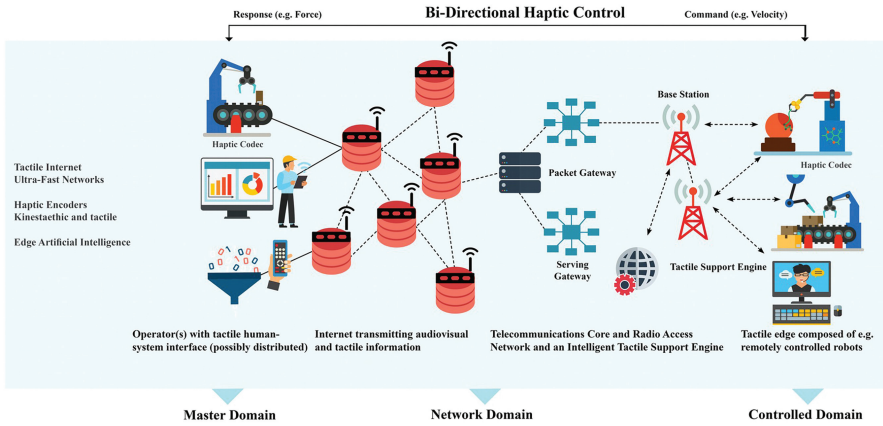 Response (e.g. Force)
Bi-Directional Haptic Control
Command (e.g. Velocity)
Haptic Codec
Tactile Internet
Ultra-Fast Networks
Haptic Encoders
Kinestaethic and tactile
Edge Artificial Intelligence
Base Station
Packet Gateway
Haptic Codec
Serving
Gateway
Tactile Support Engine
Operator(s) with tactile human-
system interface (possibly distributed)
Internet transmitting audiovisual
and tactile information
Telecommunications Core and Radio Access
Network and an Intelligent Tactile Support Engine
Tactile edge composed of e.g.
remotely controlled robots
Master Domain
Network Domain
Controlled Domain